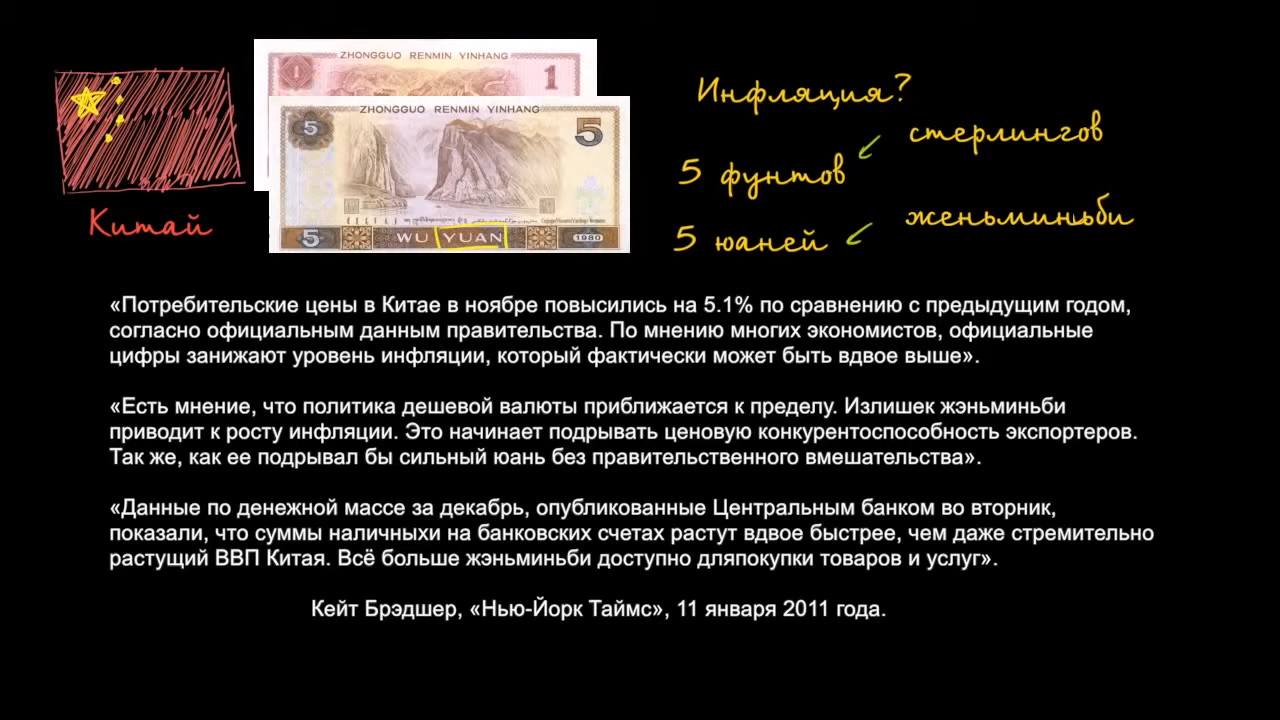 ZHONGGUO RENMIN YINHANG
1
1
ZHONGGUO RENMIN YINHANG
5
5
5
WU YUAN
1980
Китай
Инфляция?
стерлингов
5 фунтов
женьминьби
5 юаней
«Потребительские цены в Китае в ноябре повысились на 5.1% по сравнению с предыдущим годом,
согласно официальным данным правительства. По мнению многих экономистов, официальные
цифры занижают уровень инфляции, который фактически может быть вдвое выше».
«Есть мнение, что политика дешевой валюты приближается к пределу. Излишек жэньминьби
приводит к росту инфляции. Это начинает подрывать ценовую конкурентоспособность экспортеров.
Так же, как ее подрывал бы сильный юань без правительственного вмешательства».
«Данные по денежной массе за декабрь, опубликованные Центральным банком во вторник,
показали, что суммы наличныхи на банковских счетах растут вдвое быстрее, чем даже стремительно
растущий ВВП Китая. Всё больше жэньминьби доступно дляпокупки товаров и услуг».
Кейт Брэдшер, «Нью-Йорк Таймс», 11 января 2011 года.